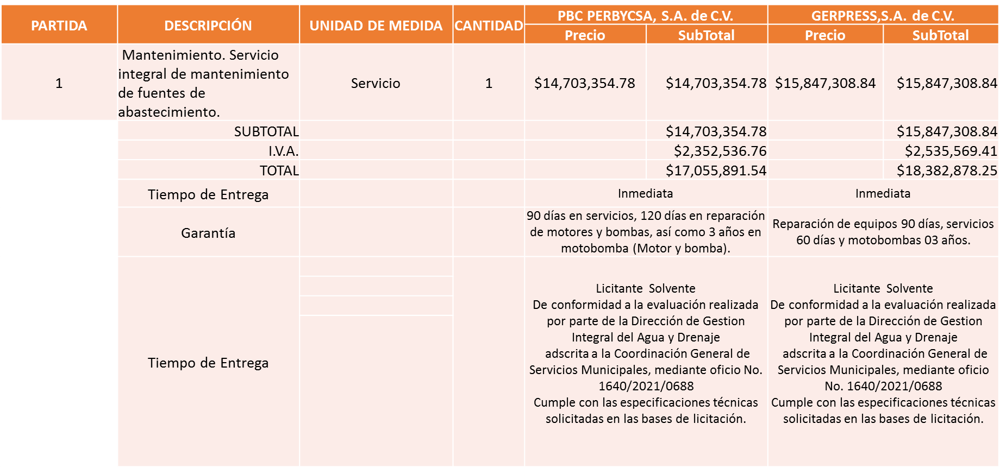 PARTIDA DESCRIPCIÓN UNIDAD DE MEDIDA CANTIDAD PBC PERBYCSA, S.A. de C.V. GERPRESS,S.A. de C.V.
Precio SubTotal Precio SubTotal
1
Mantenimiento. Servicio
integral de mantenimiento
de fuentes de
abastecimiento.
Servicio 1 $14,703,354.78 $14,703,354.78 $15,847,308.84 $15,847,308.84
SUBTOTAL $14,703,354.78 $15,847,308.84
I.V.A. $2,352,536.76 $2,535,569.41
TOTAL $17,055,891.54 $18,382,878.25
Tiempo de Entrega Inmediata Inmediata
Garantía
90 días en servicios, 120 días en reparación
de motores y bombas, así como 3 años en
motobomba (Motor y bomba).
Reparación de equipos 90 días, servicios
60 días y motobombas 03 años.
Tiempo de Entrega
Licitante Solvente
De conformidad a la evaluación realizada
por parte de la Dirección de Gestion
Integral del Agua y Drenaje
adscrita a la Coordinación General de
Servicios Municipales, mediante oficio No.
1640/2021/0688
Cumple con las especificaciones técnicas
solicitadas en las bases de licitación.
Licitante Solvente
De conformidad a la evaluación realizada
por parte de la Dirección de Gestion
Integral del Agua y Drenaje
adscrita a la Coordinación General de
Servicios Municipales, mediante oficio
No. 1640/2021/0688
Cumple con las especificaciones técnicas
solicitadas en las bases de licitación.